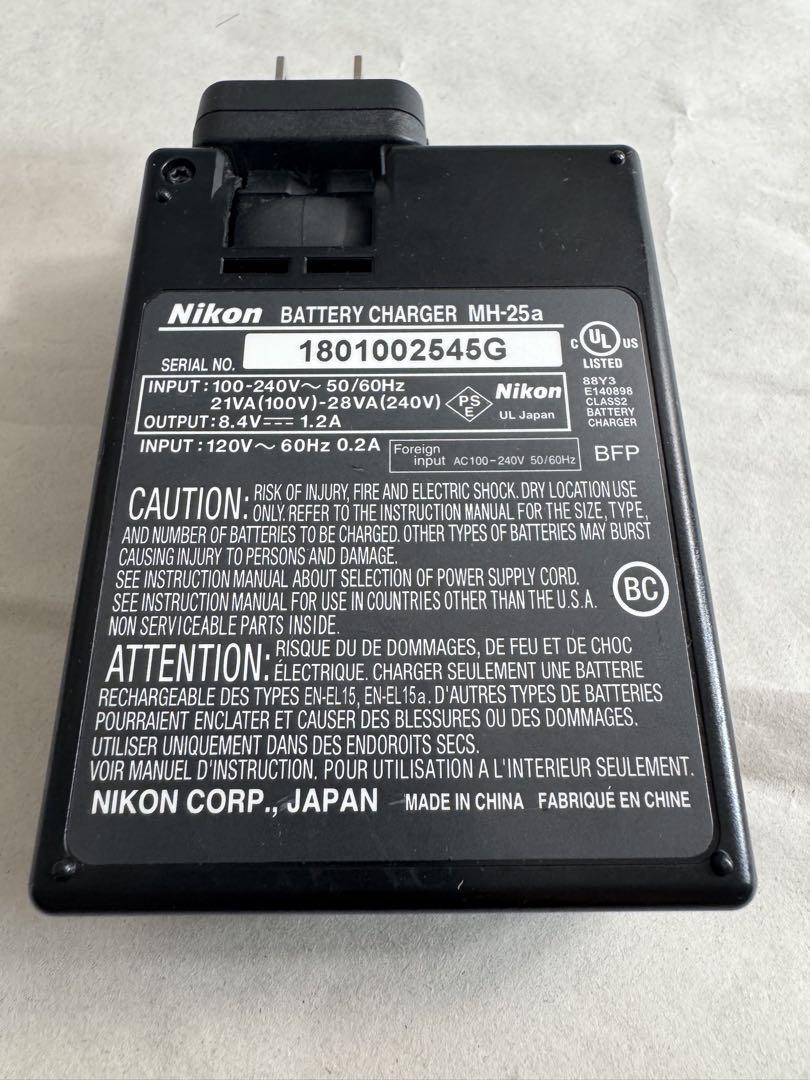 Nikon BATTERY CHARGER MH-25a
SERIAL NO. 1801002545G
C UL US
LISTED
88Y3
E140898
CLASS2
BATTERY
CHARGER
INPUT : 100-240V～ 50/60Hz
21VA(100V)-28VA(240V)
OUTPUT : 8.4V⎓ 1.2A
PS
E
Nikon
UL Japan
INPUT : 120V～ 60Hz 0.2A
Foreign
input AC100-240V 50/60Hz
BFP
CAUTION: RISK OF INJURY, FIRE AND ELECTRIC SHOCK. DRY LOCATION USE
ONLY. REFER TO THE INSTRUCTION MANUAL FOR THE SIZE, TYPE,
AND NUMBER OF BATTERIES TO BE CHARGED. OTHER TYPES OF BATTERIES MAY BURST
CAUSING INJURY TO PERSONS AND DAMAGE.
SEE INSTRUCTION MANUAL ABOUT SELECTION OF POWER SUPPLY CORD.
SEE INSTRUCTION MANUAL FOR USE IN COUNTRIES OTHER THAN THE U.S.A.
NON SERVICEABLE PARTS INSIDE.
BC
ATTENTION: RISQUE DU DE DOMMAGES, DE FEU ET DE CHOC
ÉLECTRIQUE. CHARGER SEULEMENT UNE BATTERIE
RECHARGEABLE DES TYPES EN-EL15, EN-EL15a. D'AUTRES TYPES DE BATTERIES
POURRAIENT ENCLATER ET CAUSER DES BLESSURES OU DES DOMMAGES.
UTILISER UNIQUEMENT DANS DES ENDOROITS SECS.
VOIR MANUEL D'INSTRUCTION. POUR UTILISATION A L'INTERIEUR SEULEMENT.
NIKON CORP., JAPAN MADE IN CHINA FABRIQUÉ EN CHINE